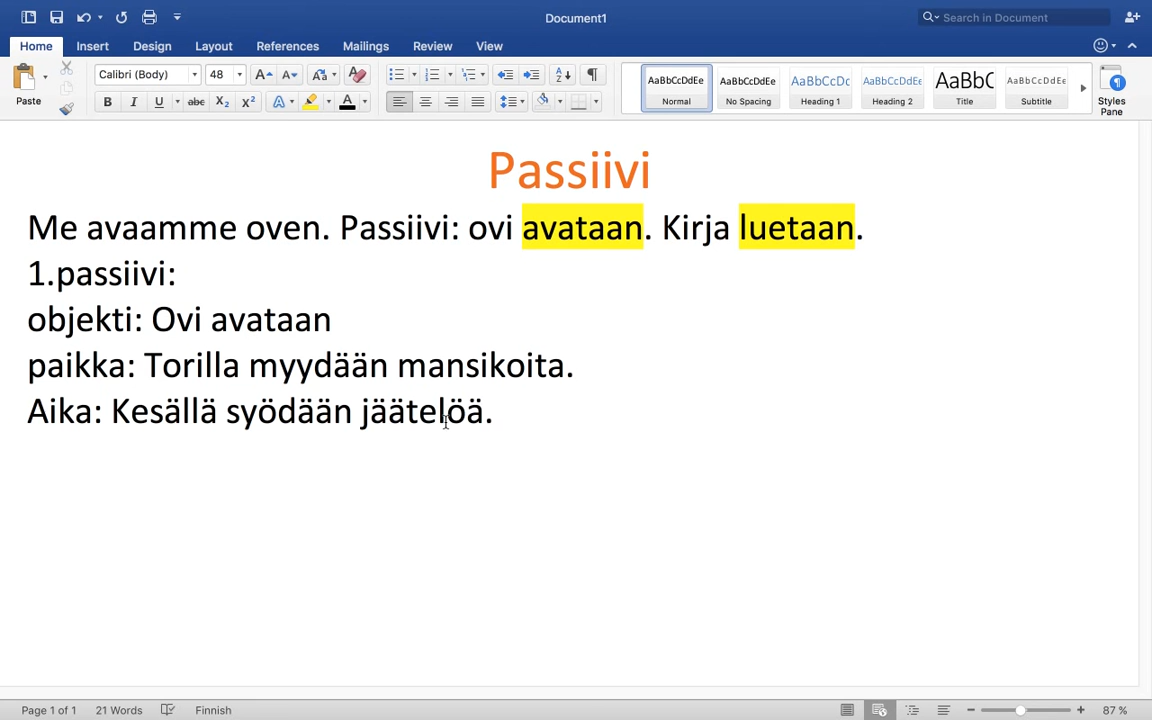 Document1
Search in Document
Home Insert Design Layout References Mailings Review View
Paste
Calibri (Body) 48
AaBbCcDdEe AaBbCcDdEe AaBbCcDc AaBbCcDdEe AaBbC AaBbCcDdEe
Normal No Spacing Heading 1 Heading 2 Title Subtitle
Styles
Pane
Passiivi
Me avaamme oven. Passiivi: ovi avataan. Kirja luetaan.
1.passiivi:
objekti: Ovi avataan
paikka: Torilla myydään mansikoita.
Aika: Kesällä syödään jäätelöä.
Page 1 of 1 21 Words Finnish 87 %